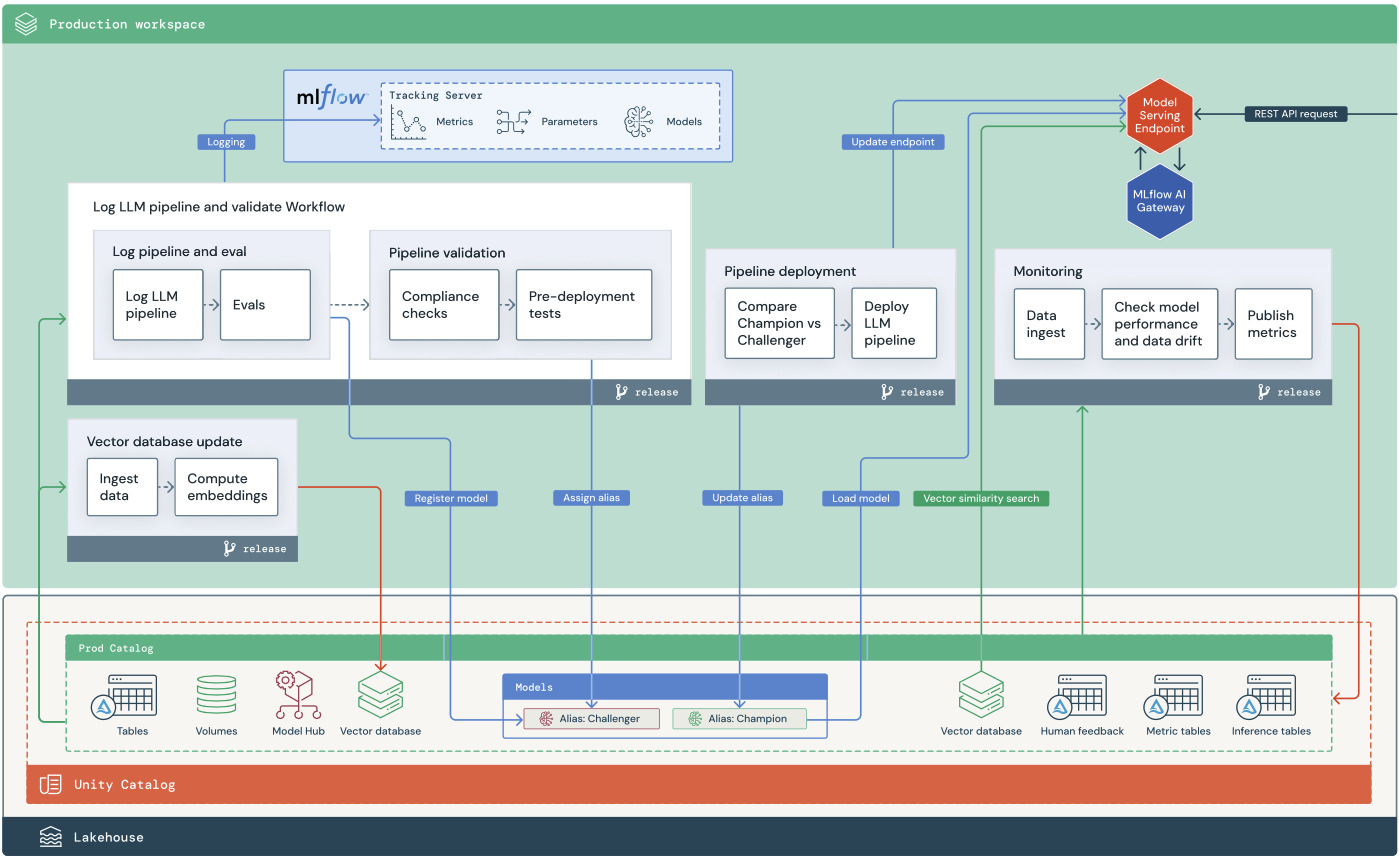 Production workspace
mlflow
Tracking Server
Metrics
Parameters
Models
Logging
Update endpoint
Model
Serving
Endpoint
REST API request
MLflow AI
Gateway
Log LLM pipeline and validate Workflow
Log pipeline and eval
Log LLM
pipeline
Evals
Pipeline validation
Compliance
checks
Pre-deployment
tests
release
Pipeline deployment
Compare
Champion vs
Challenger
Deploy
LLM
pipeline
release
Monitoring
Data
ingest
Check model
performance
and data drift
Publish
metrics
release
Vector database update
Ingest
data
Compute
embeddings
release
Register model
Assign alias
Update alias
Load model
Vector similarity search
Prod Catalog
Tables
Volumes
Model Hub
Vector database
Models
Alias: Challenger
Alias: Champion
Vector database
Human feedback
Metric tables
Inference tables
Unity Catalog
Lakehouse